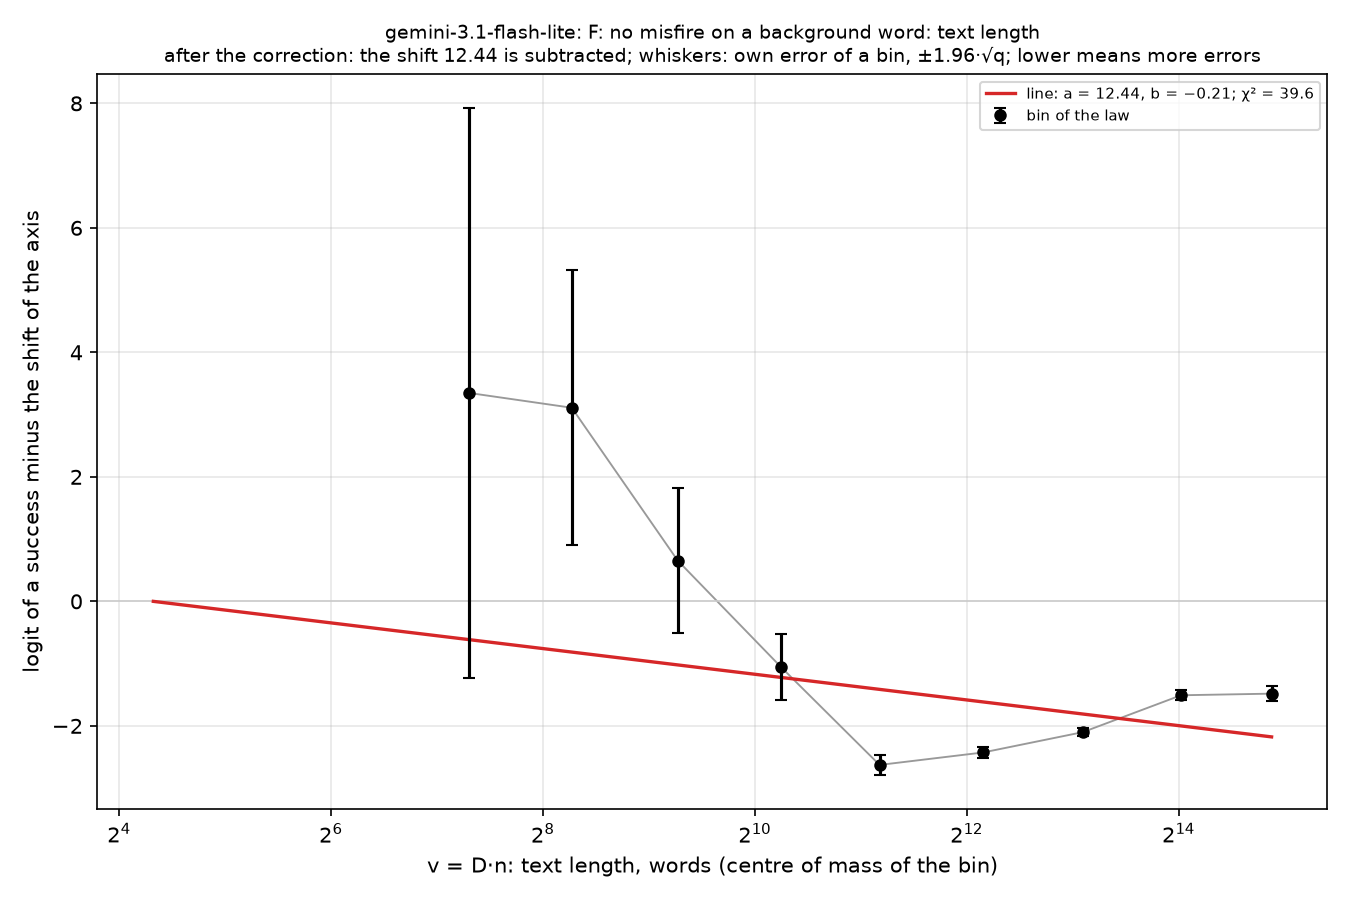 gemini-3.1-flash-lite: F: no misfire on a background word: text length
after the correction: the shift 12.44 is subtracted; whiskers: own error of a bin, ±1.96·√q; lower means more errors
line: a = 12.44, b = −0.21; χ² = 39.6
bin of the law
logit of a success minus the shift of the axis
8
6
4
2
0
−2
2⁴
2⁶
2⁸
2¹⁰
2¹²
2¹⁴
v = D·n: text length, words (centre of mass of the bin)